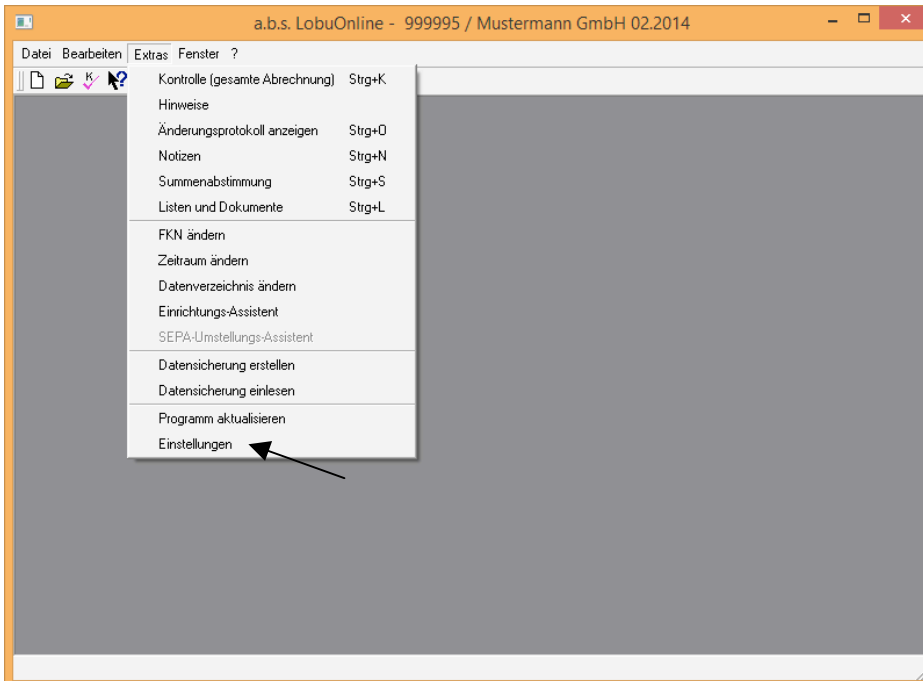 a.b.s. LobuOnline - 999995 / Mustermann GmbH 02.2014
Datei Bearbeiten Extras Fenster ?
K
Kontrolle (gesamte Abrechnung) Strg+K
Hinweise
Änderungsprotokoll anzeigen Strg+O
Notizen Strg+N
Summenabstimmung Strg+S
Listen und Dokumente Strg+L
FKN ändern
Zeitraum ändern
Datenverzeichnis ändern
Einrichtungs-Assistent
SEPA-Umstellungs-Assistent
Datensicherung erstellen
Datensicherung einlesen
Programm aktualisieren
Einstellungen